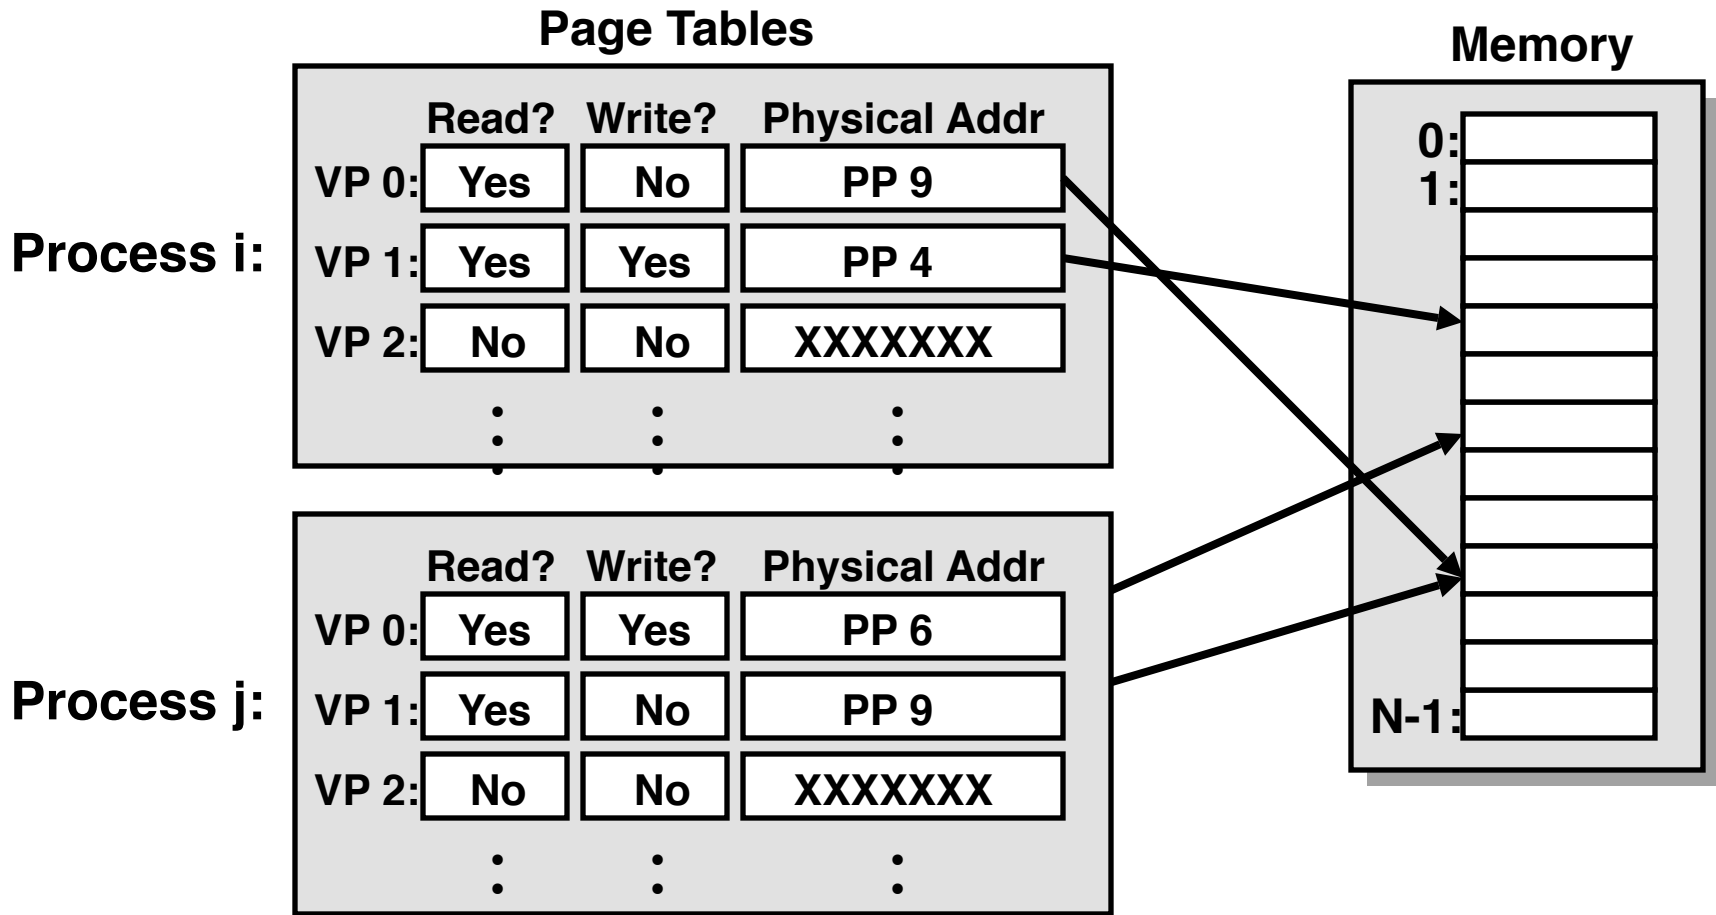 Page Tables
Memory
Read? Write? Physical Addr
0:
VP 0: Yes No PP 9
1:
Process i:
VP 1: Yes Yes PP 4
VP 2: No No XXXXXXX
Read? Write? Physical Addr
VP 0: Yes Yes PP 6
Process j:
VP 1: Yes No PP 9
N-1:
VP 2: No No XXXXXXX